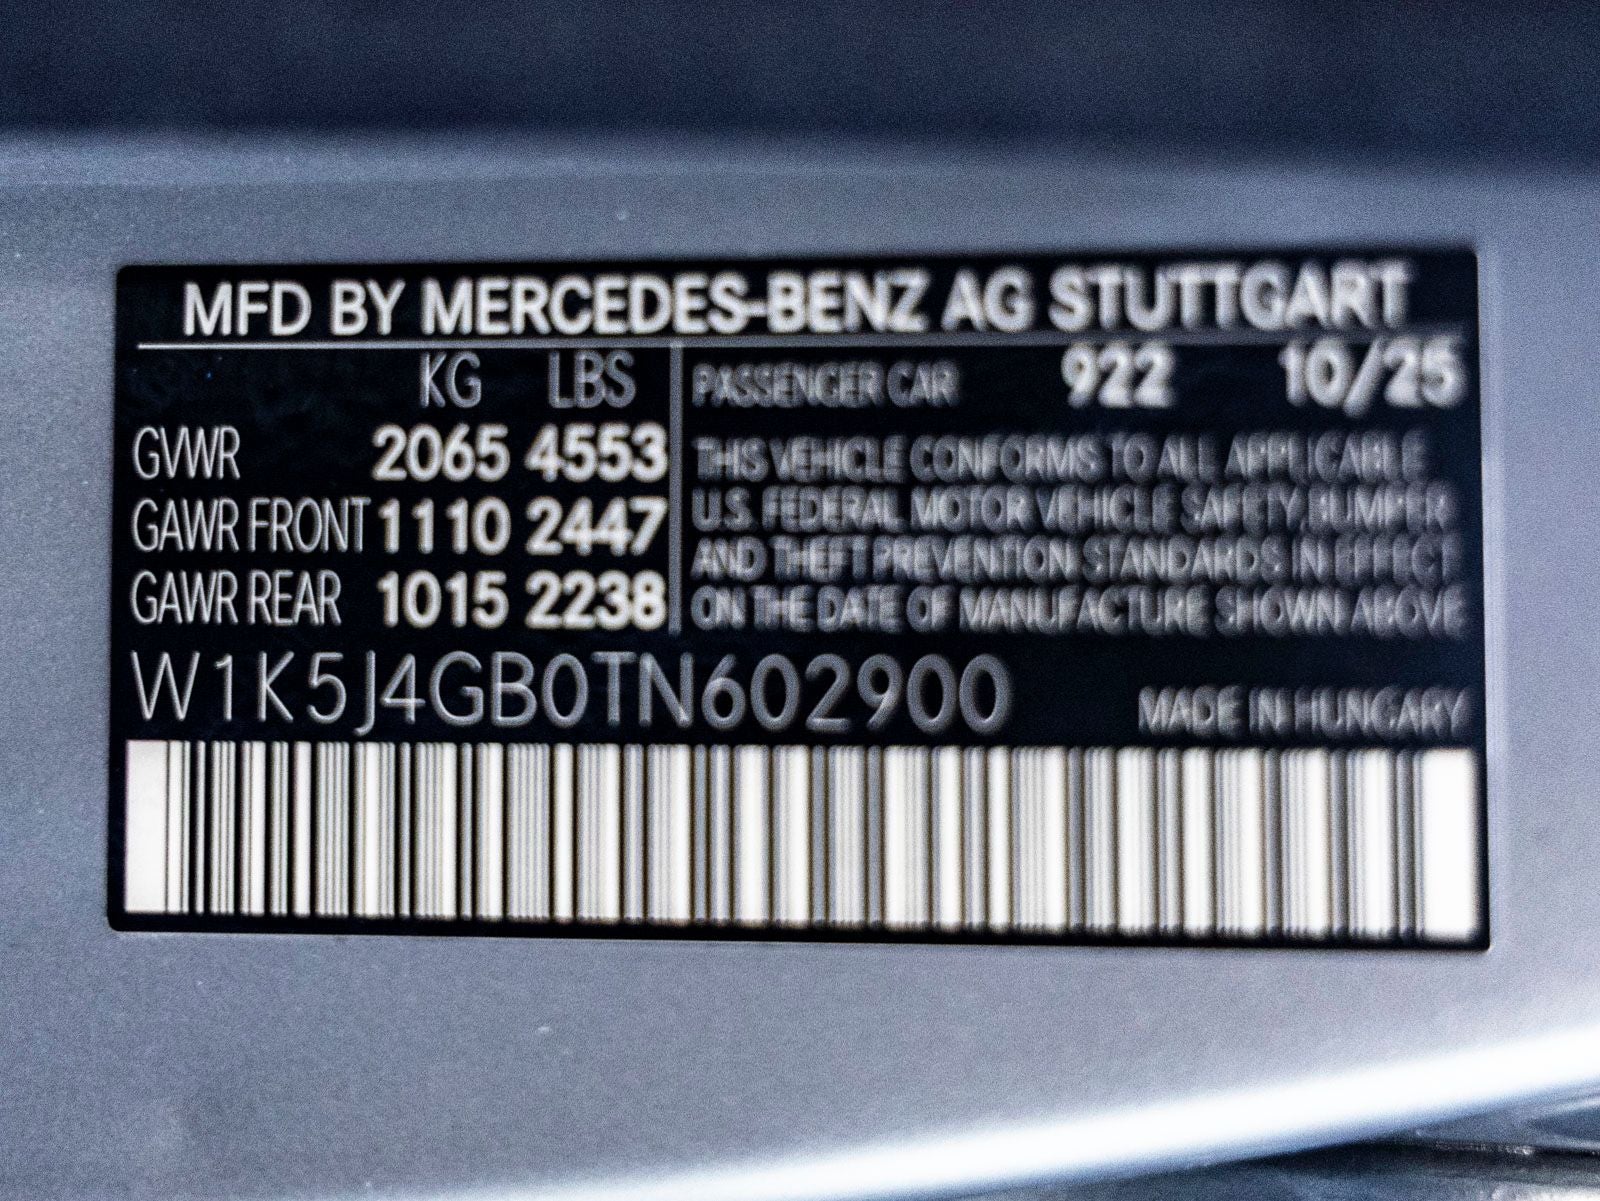 MFD BY MERCEDES-BENZ AG STUTTGART
KG LBS PASSENGER CAR 922 10/25
GVWR 2065 4553
GAWR FRONT 1110 2447
GAWR REAR 1015 2238
THIS VEHICLE CONFORMS TO ALL APPLICABLE
U.S. FEDERAL MOTOR VEHICLE SAFETY, BUMPER
AND THEFT PREVENTION STANDARDS IN EFFECT
ON THE DATE OF MANUFACTURE SHOWN ABOVE
W1K5J4GB0TN602900
MADE IN HUNGARY